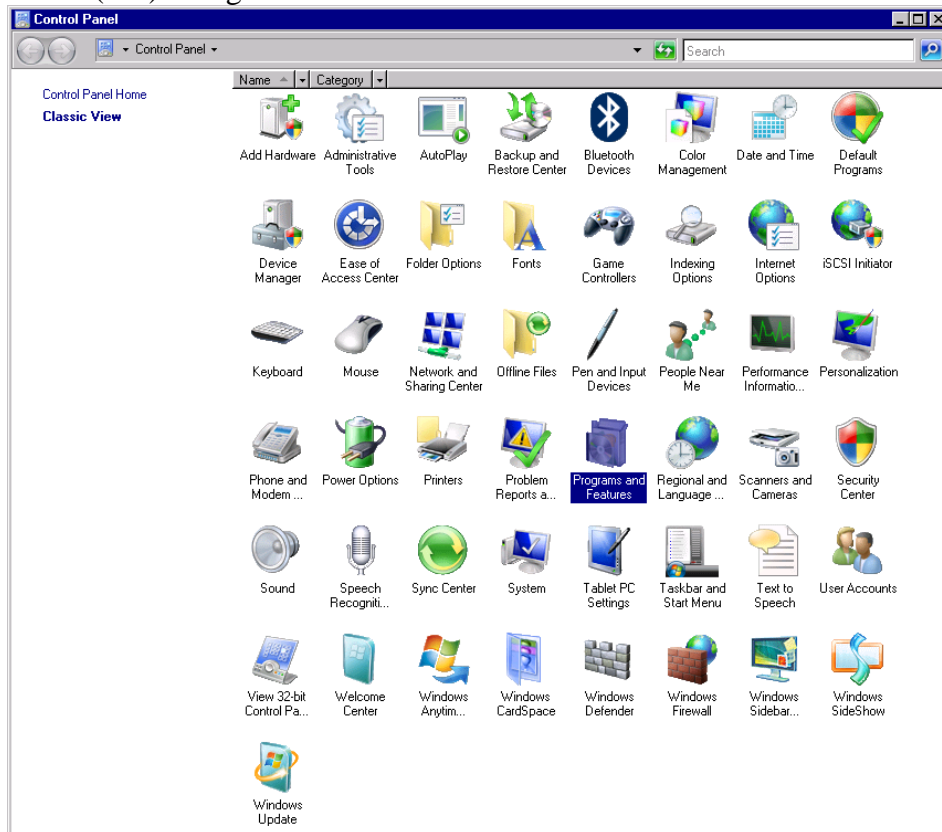 Control Panel
Control Panel
Search
Control Panel Home
Classic View
Name
Category
Add Hardware
Administrative
Tools
AutoPlay
Backup and
Restore Center
Bluetooth
Devices
Color
Management
Date and Time
Default
Programs
Device
Manager
Ease of
Access Center
Folder Options
Fonts
Game
Controllers
Indexing
Options
Internet
Options
iSCSI Initiator
Keyboard
Mouse
Network and
Sharing Center
Offline Files
Pen and Input
Devices
People Near
Me
Performance
Informatio...
Personalization
Phone and
Modem ...
Power Options
Printers
Problem
Reports a...
Programs and
Features
Regional and
Language ...
Scanners and
Cameras
Security
Center
Sound
Speech
Recogniti...
Sync Center
System
Tablet PC
Settings
Taskbar and
Start Menu
Text to
Speech
User Accounts
View 32-bit
Control Pa...
Welcome
Center
Windows
Anytim...
Windows
CardSpace
Windows
Defender
Windows
Firewall
Windows
Sidebar...
Windows
SideShow
Windows
Update